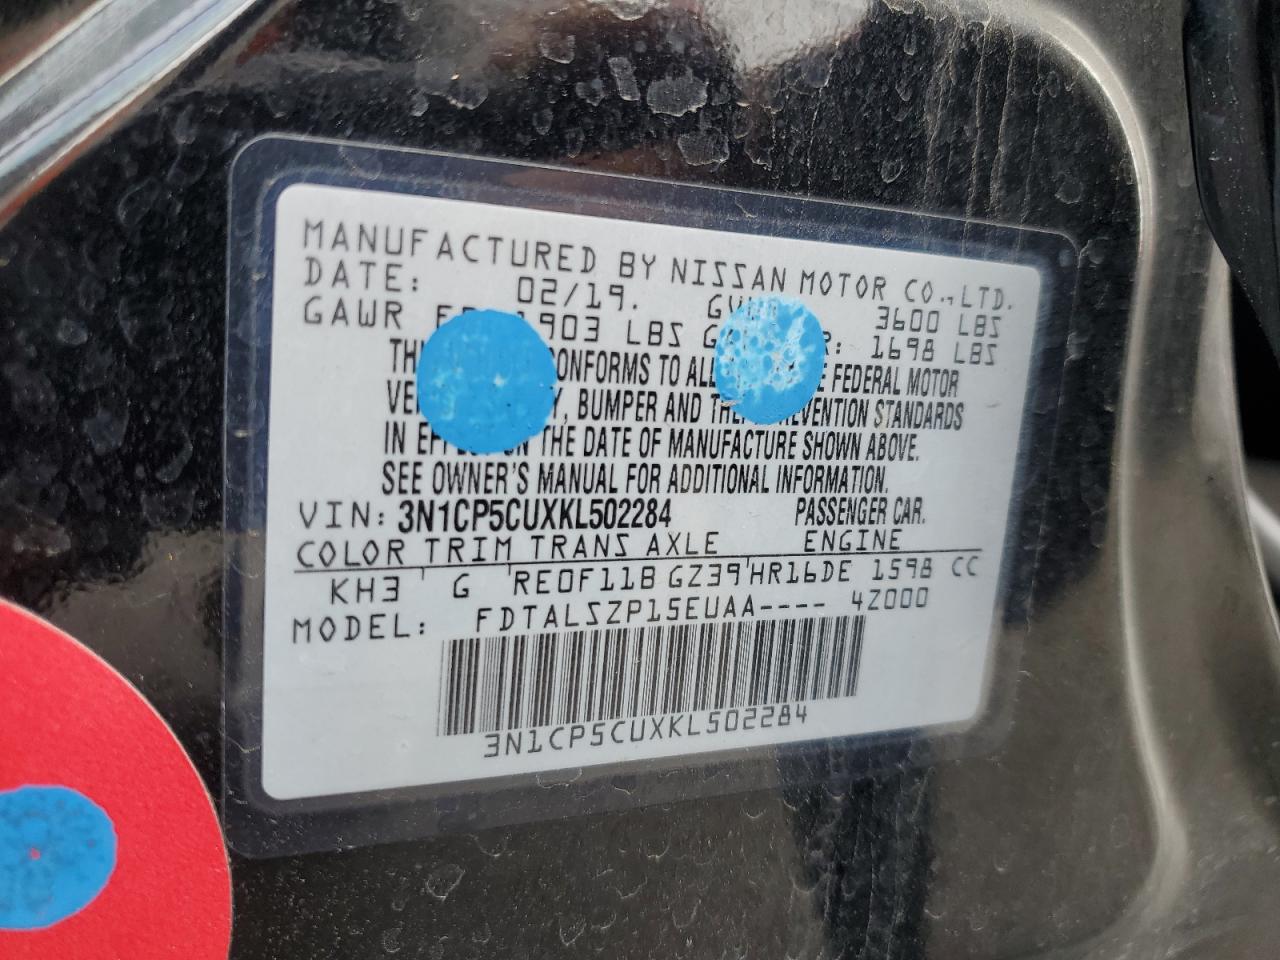 MANUFACTURED BY NISSAN MOTOR CO.,LTD.
DATE: 02/19. 3600 LBS
GAWR 1903 LBS 1698 LBS
CONFORMS TO ALL FEDERAL MOTOR
BUMPER AND STANDARDS
IN THE DATE OF MANUFACTURE SHOWN ABOVE.
SEE OWNER'S MANUAL FOR ADDITIONAL INFORMATION.
VIN: 3N1CP5CUXKL502284 PASSENGER CAR.
COLOR TRIM TRANS AXLE ENGINE
KH3 G RE0F11B GZ39 HR16DE 1598 CC
MODEL: FDTALSZP15EUAA---- 4Z000
3N1CP5CUXKL502284